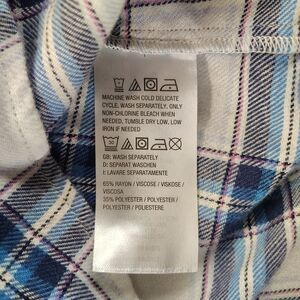 MACHINE WASH COLD DELICATE
CYCLE, WASH SEPARATELY. ONLY
NON-CHLORINE BLEACH WHEN
NEEDED, TUMBLE DRY LOW, LOW
IRON IF NEEDED
30
GB: WASH SEPARATELY
D: SEPARAT WASCHEN
I: LAVARE SEPARATAMENTE
65% RAYON / VISCOSE / VISKOSE /
VISCOSA
35% POLYESTER / POLYESTER /
POLYESTER / POLIESTERE